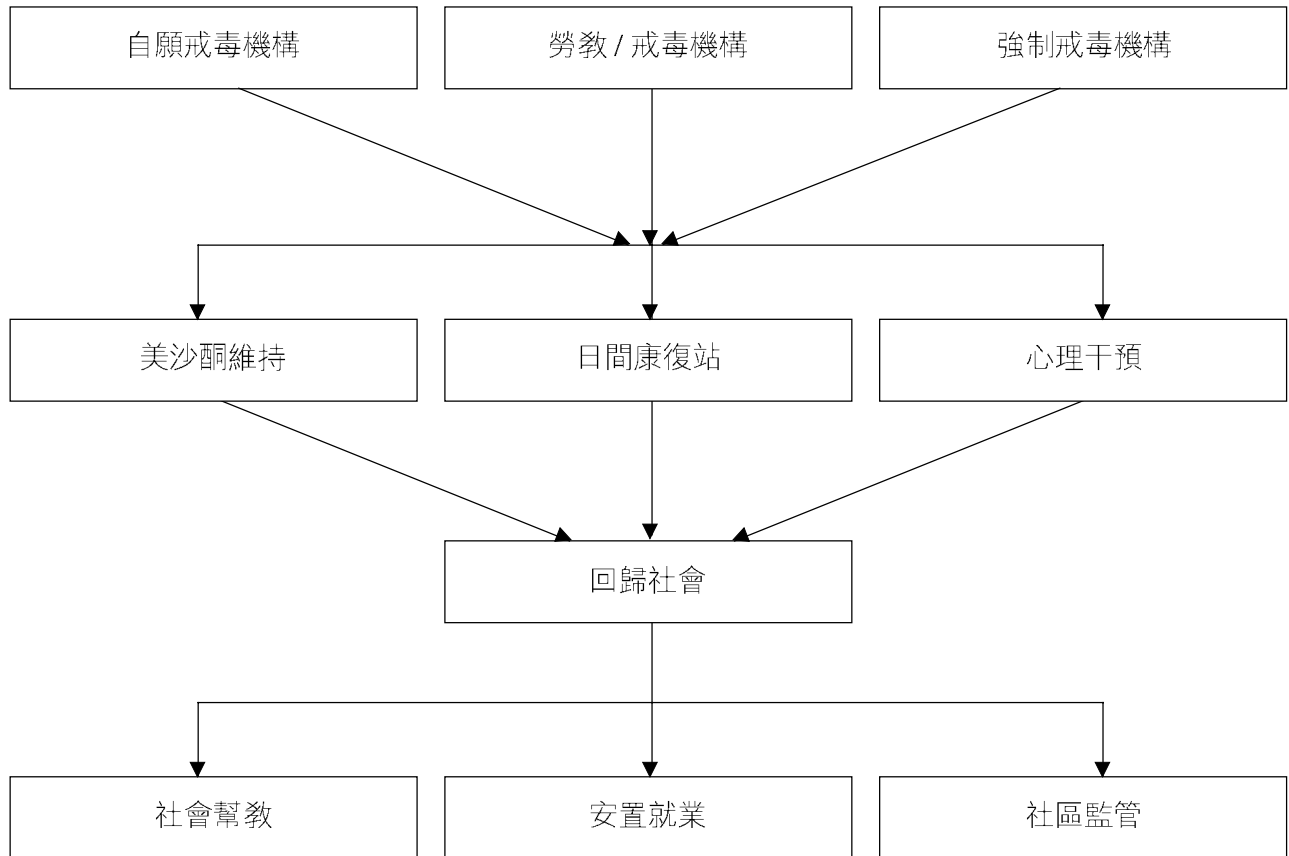 自願戒毒機構
勞教 / 戒毒機構
強制戒毒機構
美沙酮維持
日間康復站
心理干預
回歸社會
社會幫教
安置就業
社區監管